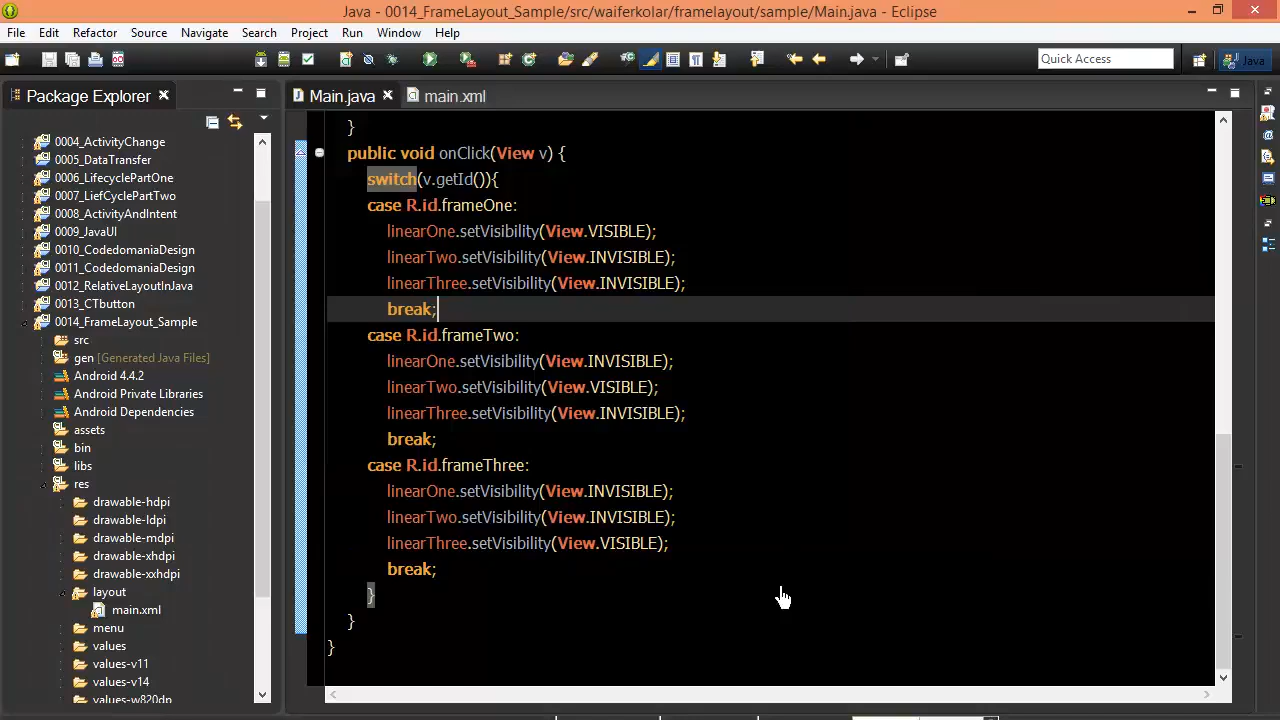 Java - 0014_FrameLayout_Sample/src/waiferkolar/framelayout/sample/Main.java - Eclipse
File Edit Refactor Source Navigate Search Project Run Window Help
Quick Access
Java
Package Explorer
Main.java
main.xml
0004_ActivityChange
0005_DataTransfer
0006_LifecyclePartOne
0007_LiefCyclePartTwo
0008_ActivityAndIntent
0009_JavaUI
0010_CodedomaniaDesign
0011_CodedomaniaDesign
0012_RelativeLayoutInJava
0013_CTbutton
0014_FrameLayout_Sample
src
gen [Generated Java Files]
Android 4.4.2
Android Private Libraries
Android Dependencies
assets
bin
libs
res
drawable-hdpi
drawable-ldpi
drawable-mdpi
drawable-xhdpi
drawable-xxhdpi
layout
main.xml
menu
values
values-v11
values-v14
values-w820dp
}
public void onClick(View v) {
switch(v.getId()){
case R.id.frameOne:
linearOne.setVisibility(View.VISIBLE);
linearTwo.setVisibility(View.INVISIBLE);
linearThree.setVisibility(View.INVISIBLE);
break;
case R.id.frameTwo:
linearOne.setVisibility(View.INVISIBLE);
linearTwo.setVisibility(View.VISIBLE);
linearThree.setVisibility(View.INVISIBLE);
break;
case R.id.frameThree:
linearOne.setVisibility(View.INVISIBLE);
linearTwo.setVisibility(View.INVISIBLE);
linearThree.setVisibility(View.VISIBLE);
break;
}
}
}